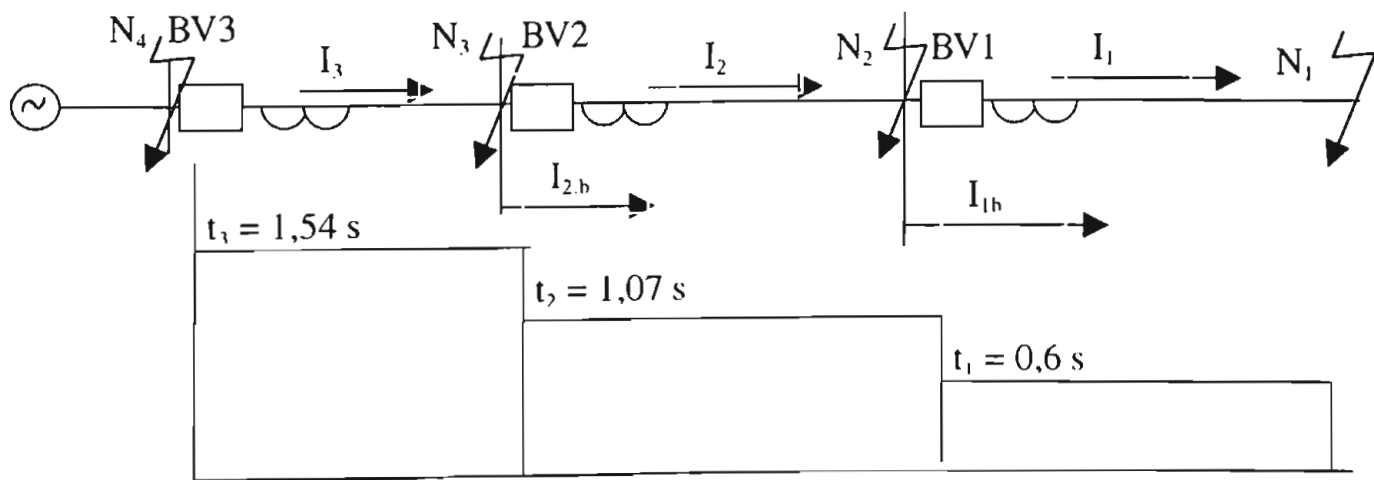 N₄ BV3
I₃
N₃ BV2
I₂
N₂ BV1
I₁
N₁
~
I₂.b
I₁b
t₃ = 1,54 s
t₂ = 1,07 s
t₁ = 0,6 s